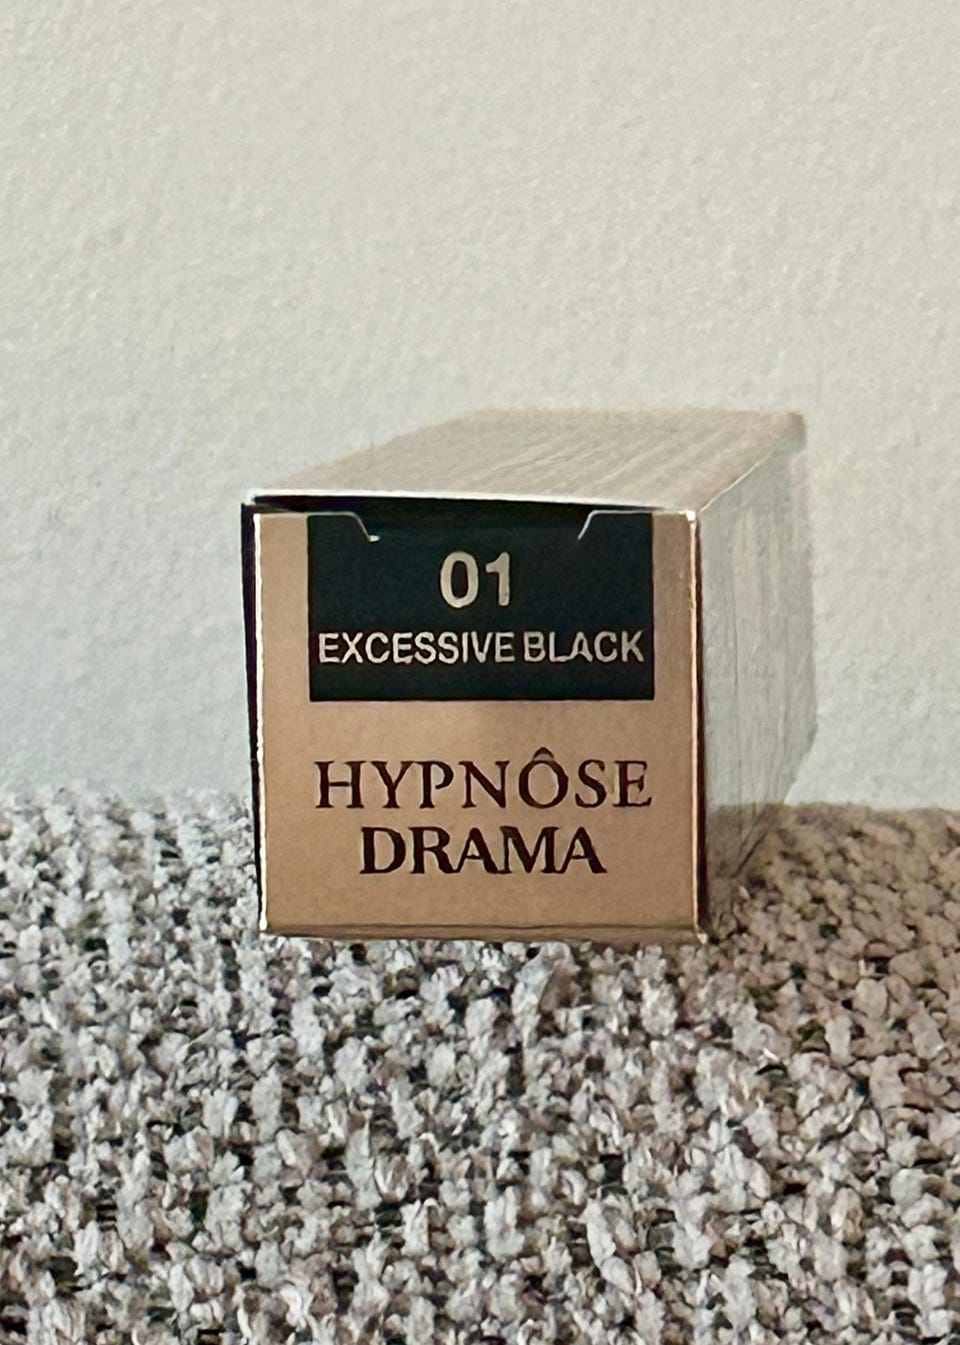 01
EXCESSIVE BLACK
HYPNÔSE
DRAMA